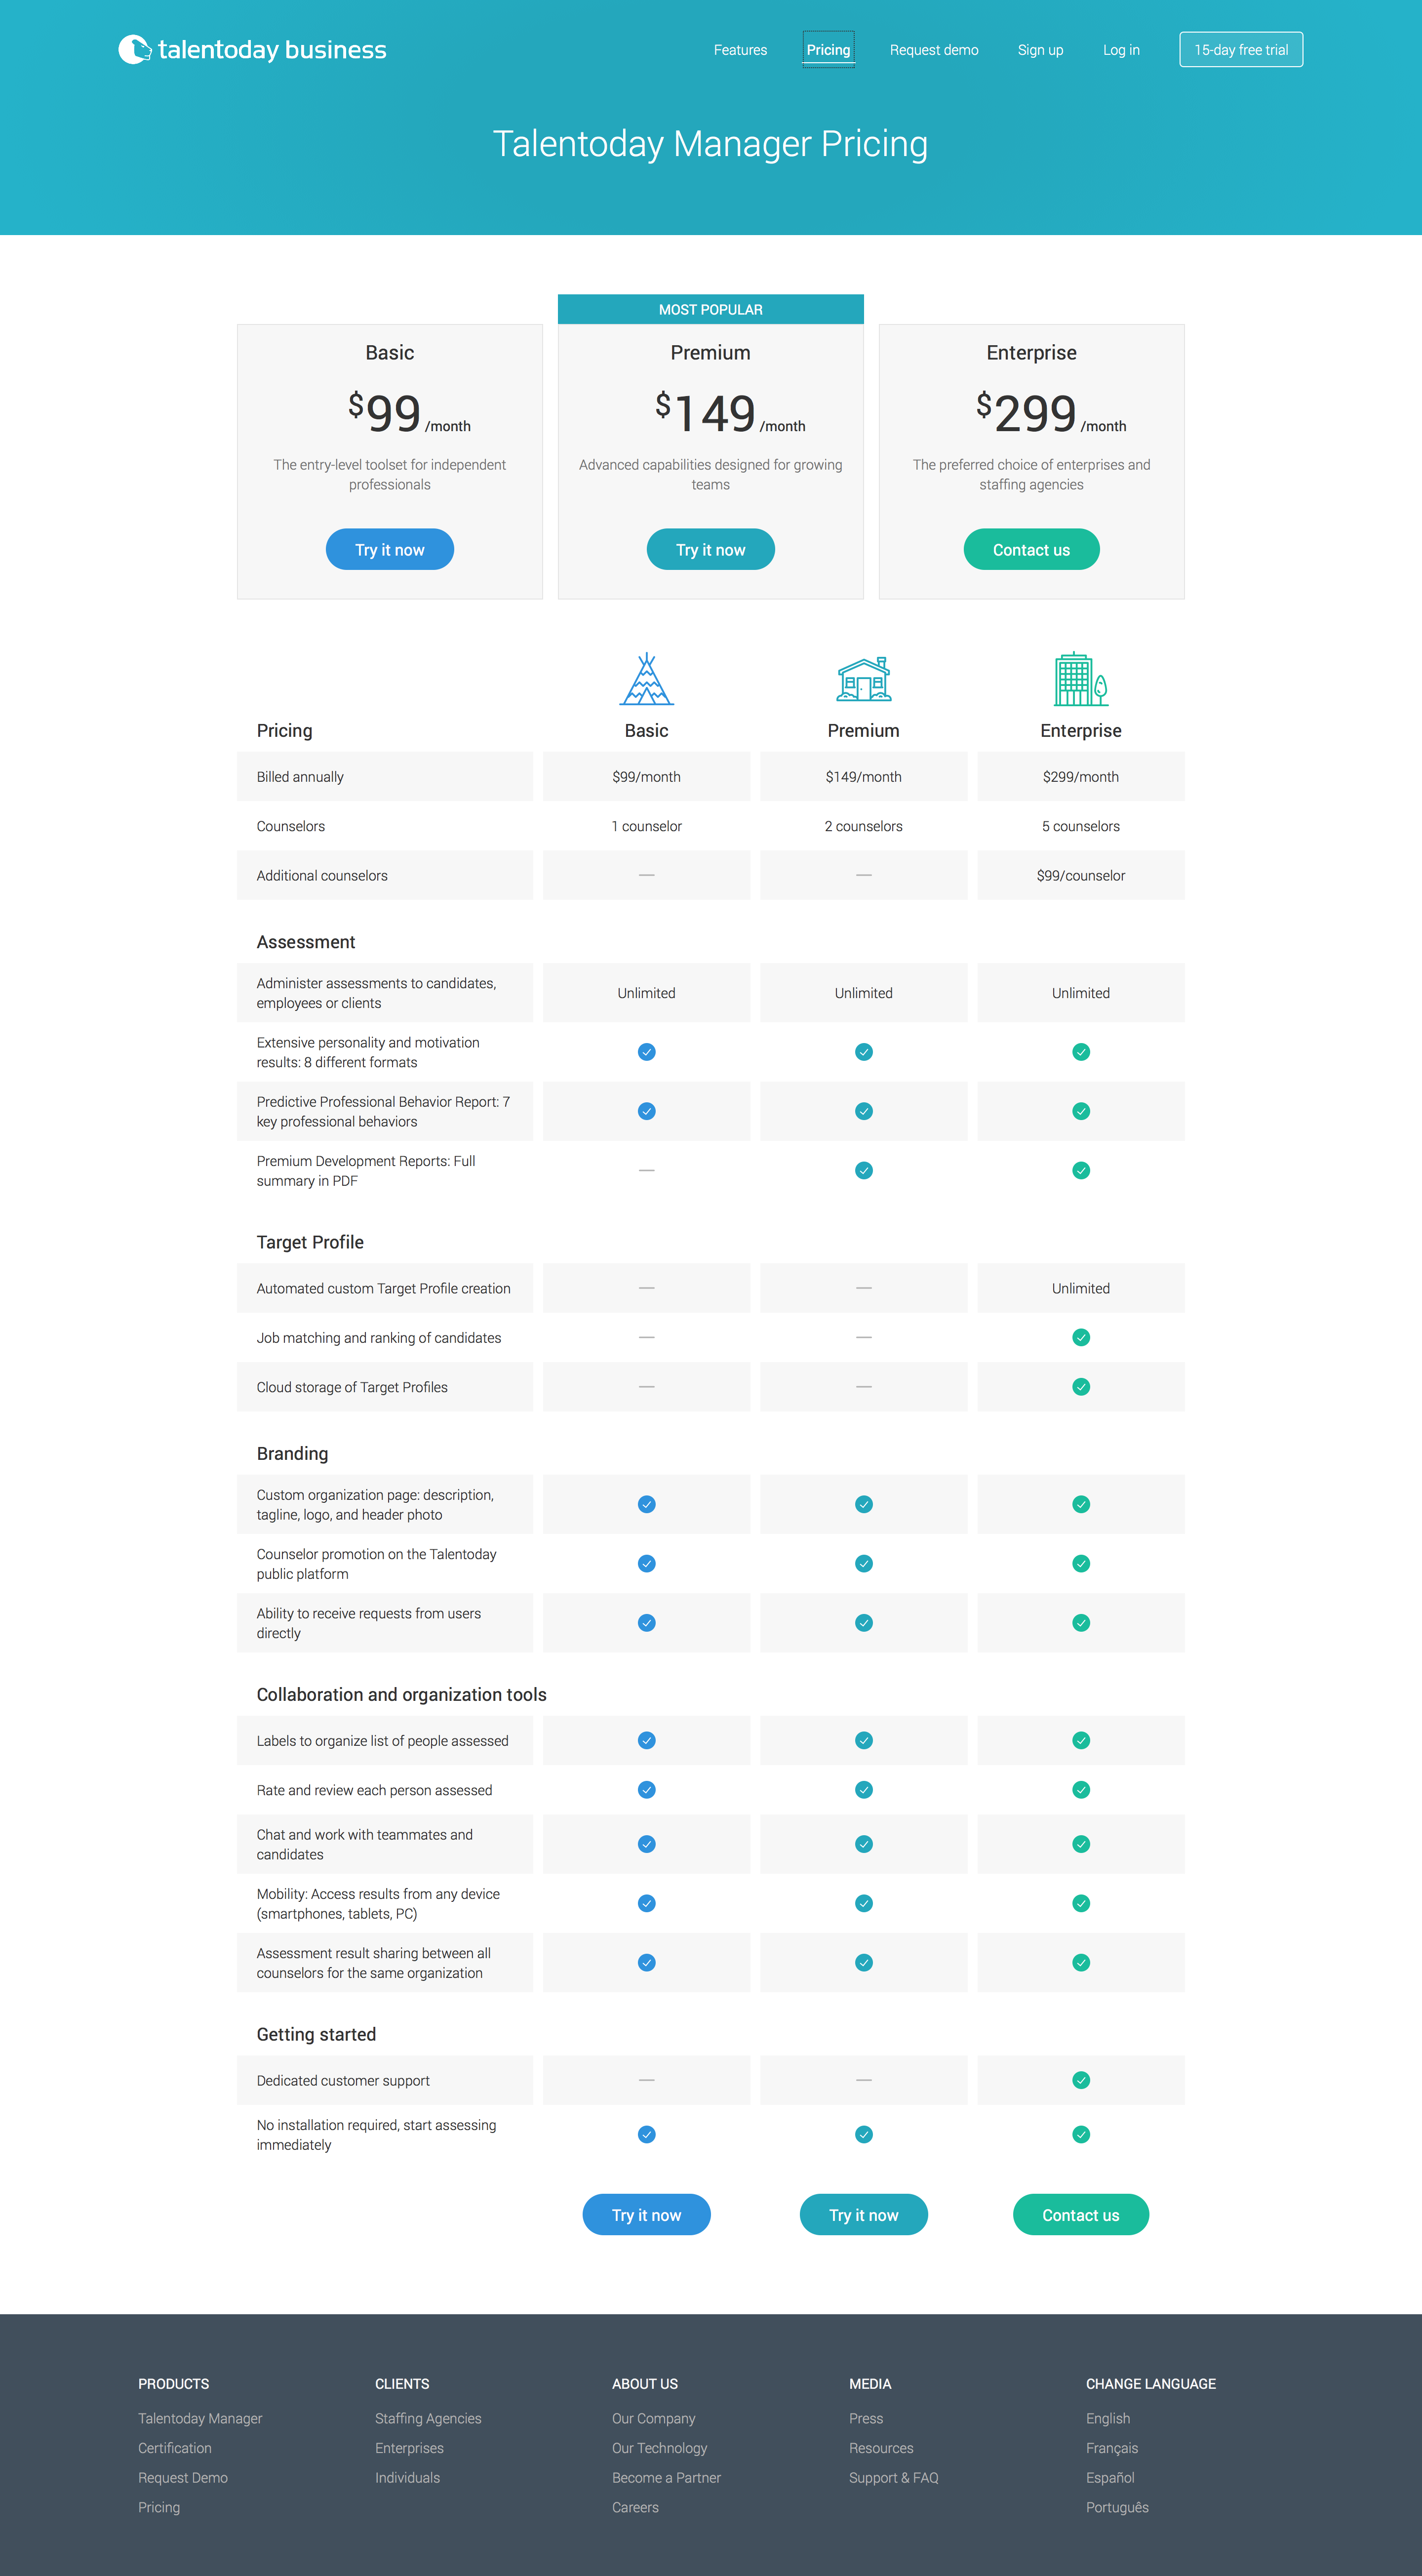 talentoday business
Features Pricing Request demo Sign up Log in 15-day free trial
Talentoday Manager Pricing
MOST POPULAR
Basic
$99/month
The entry-level toolset for independent
professionals
Try it now
Premium
$149/month
Advanced capabilities designed for growing
teams
Try it now
Enterprise
$299/month
The preferred choice of enterprises and
staffing agencies
Contact us
Pricing Basic Premium Enterprise
Billed annually $99/month $149/month $299/month
Counselors 1 counselor 2 counselors 5 counselors
Additional counselors — — $99/counselor
Assessment
Administer assessments to candidates,
employees or clients
Unlimited Unlimited Unlimited
Extensive personality and motivation
results: 8 different formats
Predictive Professional Behavior Report: 7
key professional behaviors
Premium Development Reports: Full
summary in PDF
—
Target Profile
Automated custom Target Profile creation — — Unlimited
Job matching and ranking of candidates — —
Cloud storage of Target Profiles — —
Branding
Custom organization page: description,
tagline, logo, and header photo
Counselor promotion on the Talentoday
public platform
Ability to receive requests from users
directly
Collaboration and organization tools
Labels to organize list of people assessed
Rate and review each person assessed
Chat and work with teammates and
candidates
Mobility: Access results from any device
(smartphones, tablets, PC)
Assessment result sharing between all
counselors for the same organization
Getting started
Dedicated customer support — —
No installation required, start assessing
immediately
Try it now Try it now Contact us
PRODUCTS
Talentoday Manager
Certification
Request Demo
Pricing
CLIENTS
Staffing Agencies
Enterprises
Individuals
ABOUT US
Our Company
Our Technology
Become a Partner
Careers
MEDIA
Press
Resources
Support & FAQ
CHANGE LANGUAGE
English
Français
Español
Português